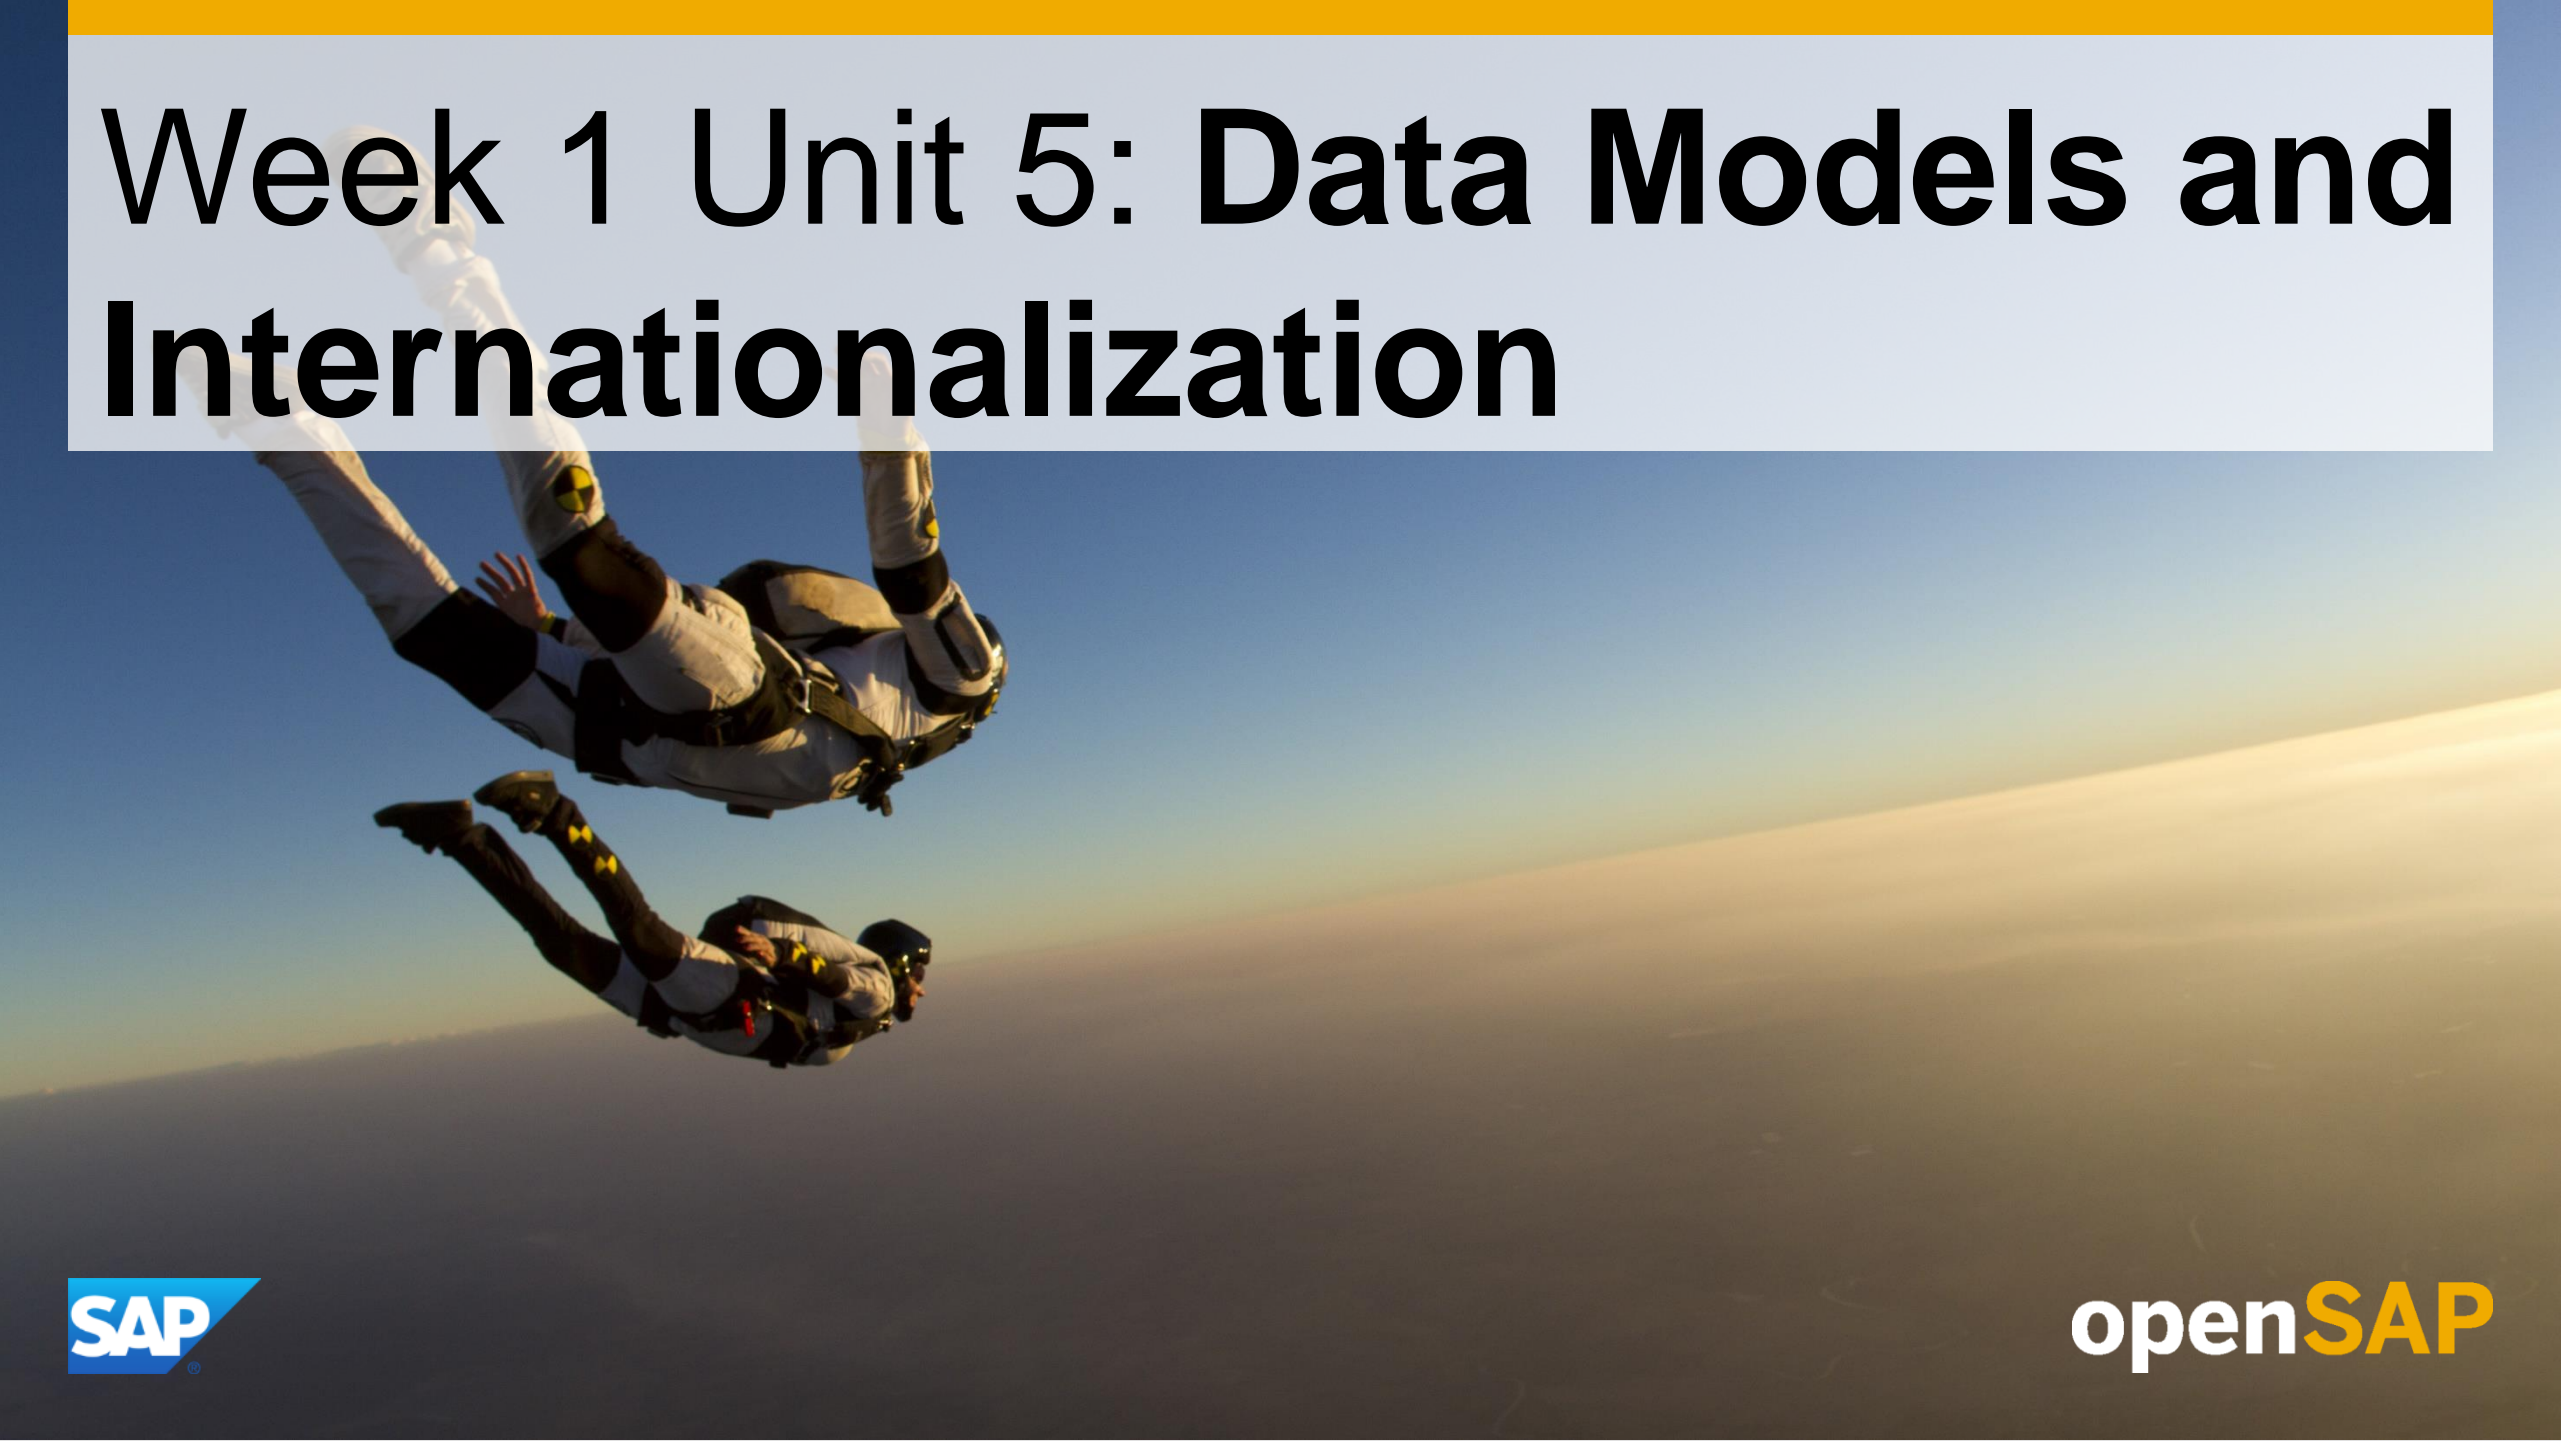 Week 1 Unit 5: Data Models and
Internationalization
SAP®
openSAP